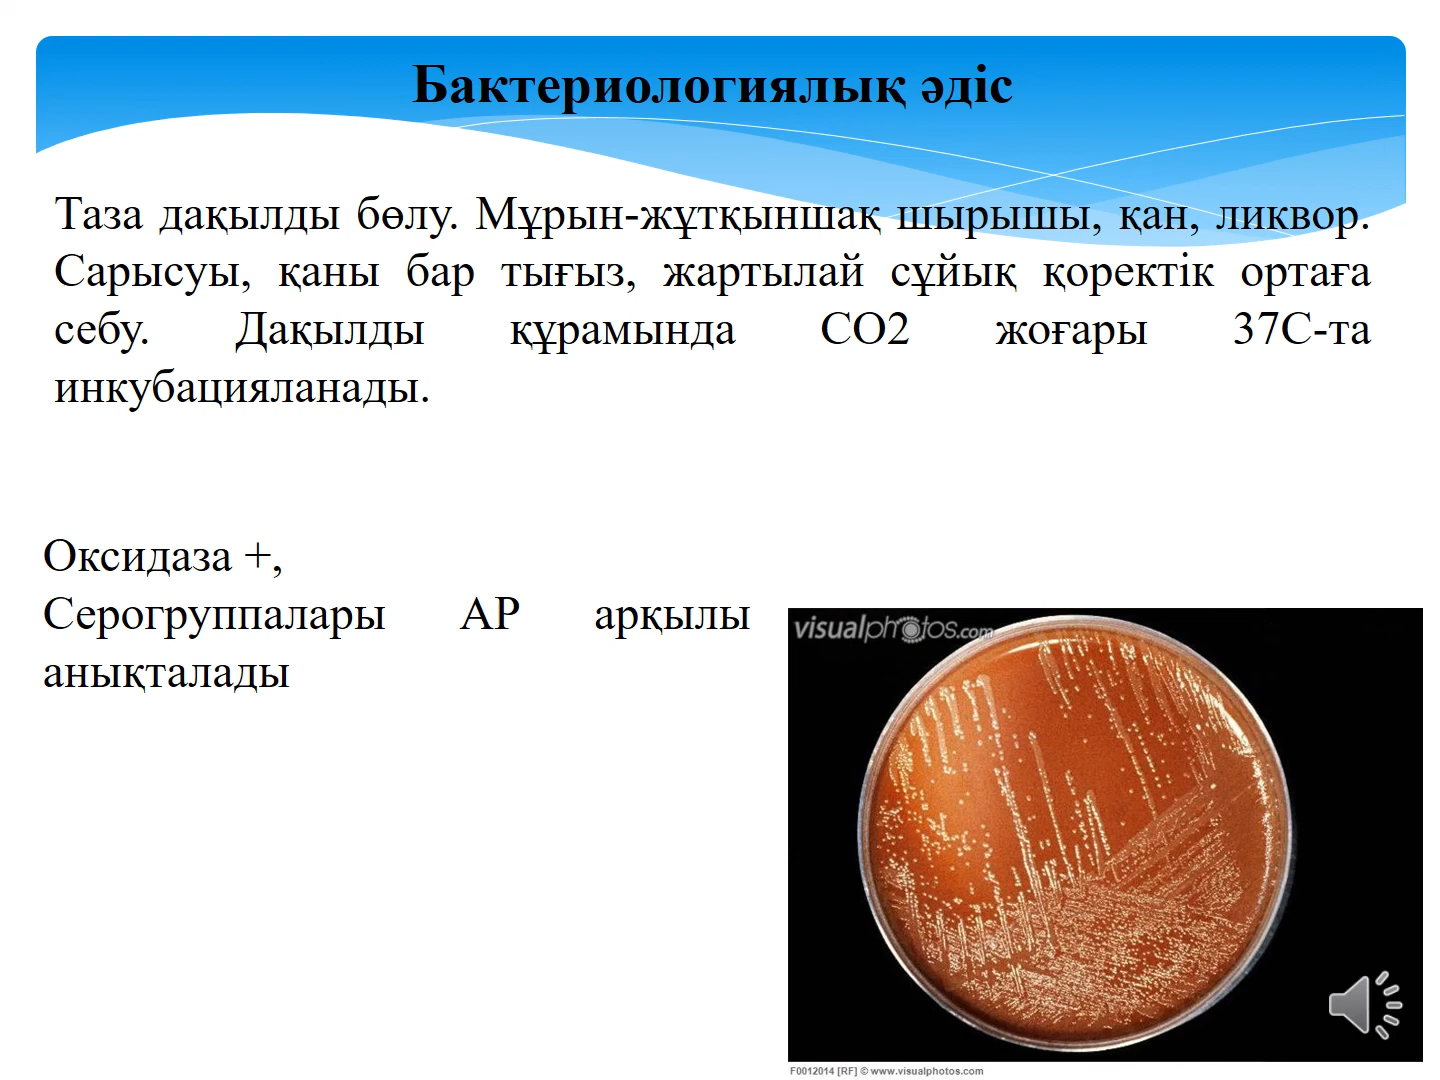 Бактериологиялық әдіс
Таза дақылды бөлу. Мұрын-жұтқыншақ шырышы, қан, ликвор.
Сарысуы, қаны бар тығыз, жартылай сұйық қоректік ортаға
себу. Дақылды құрамында СО2 жоғары 37С-та
инкубацияланады.
Оксидаза +,
Серогруппалары АР арқылы
анықталады
visualphotos.com
F0012014 [RF] © www.visualphotos.com